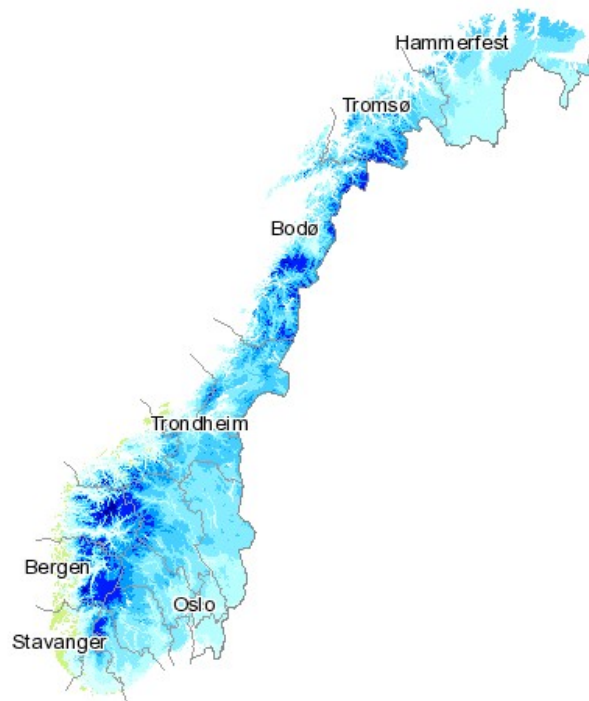 Hammerfest
Tromsø
Bodø
Trondheim
Bergen
Oslo
Stavanger